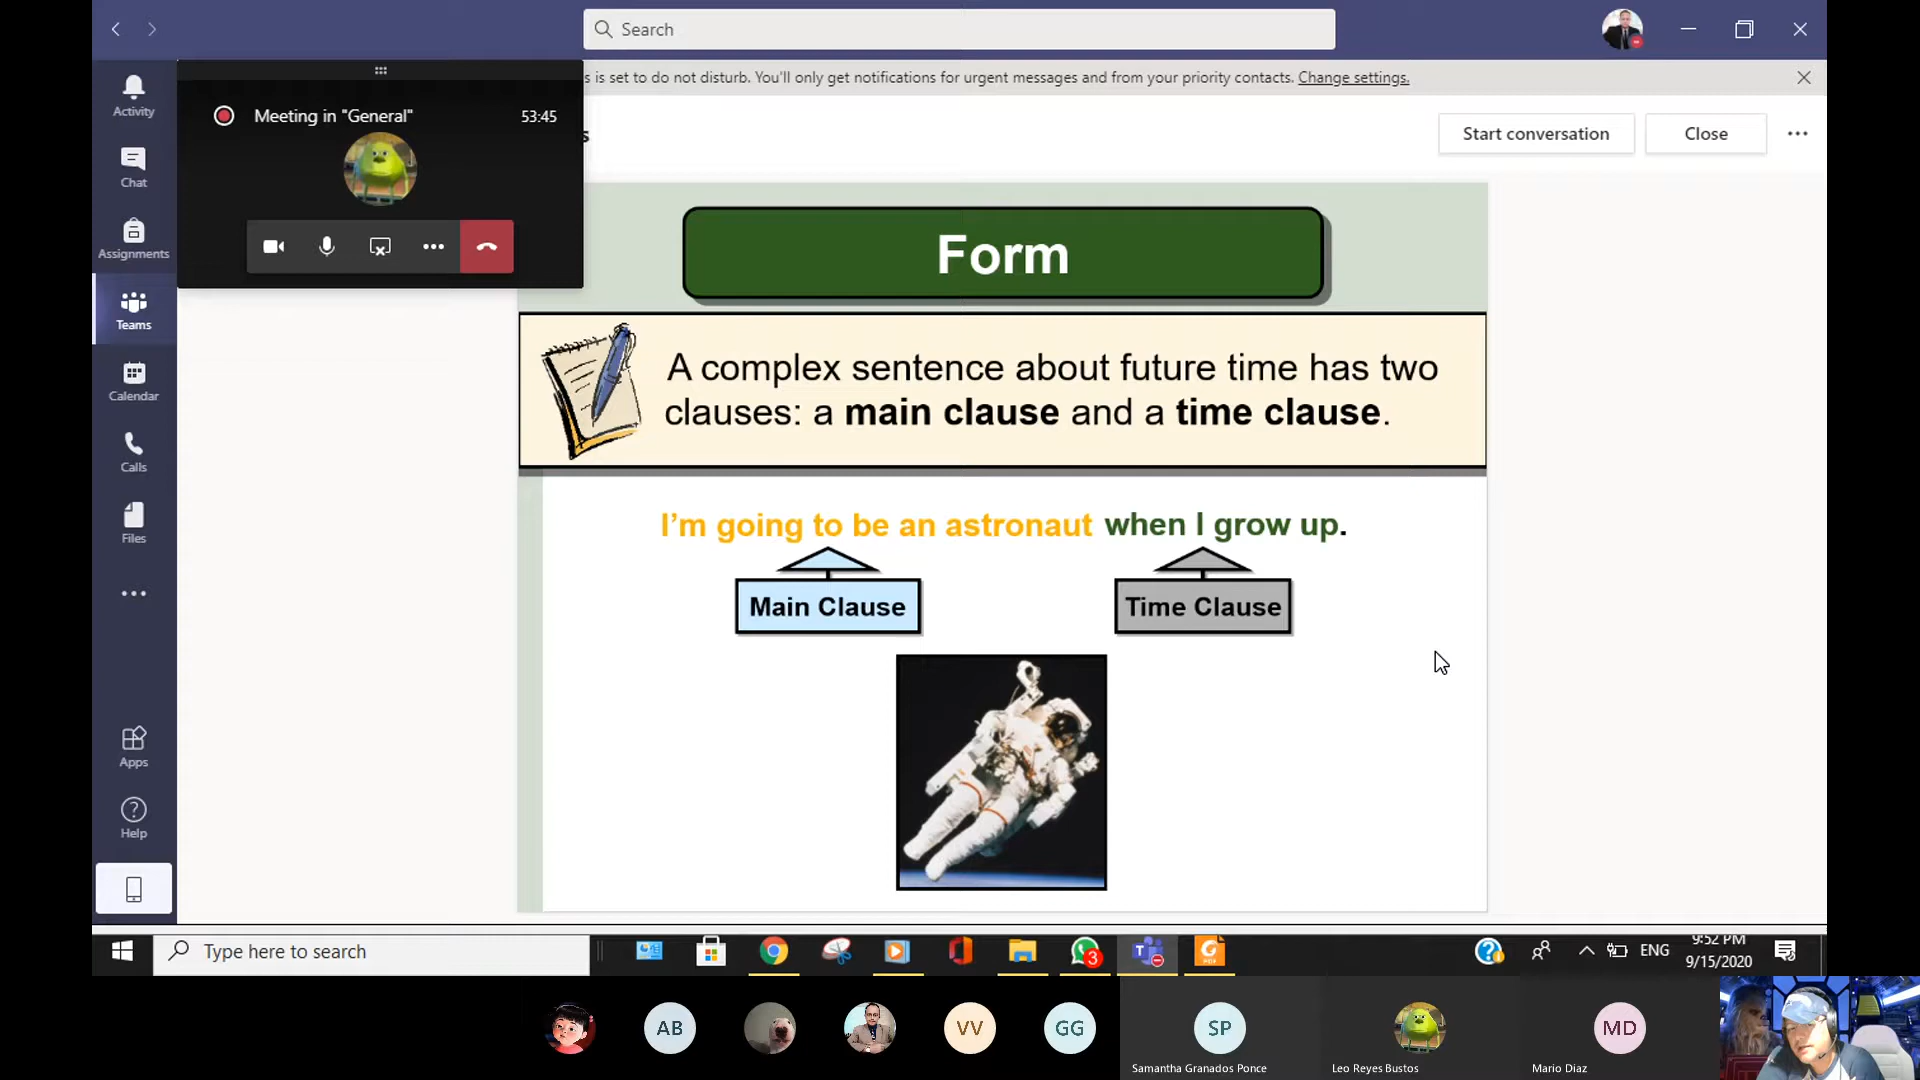 Search
Activity
Chat
Assignments
Teams
Calendar
Calls
Files
Apps
Help
Meeting in "General"
53:45
s is set to do not disturb. You'll only get notifications for urgent messages and from your priority contacts. Change settings.
s
Start conversation
Close
Form
A complex sentence about future time has two
clauses: a main clause and a time clause.
I'm going to be an astronaut when I grow up.
Main Clause
Time Clause
Type here to search
3
ENG
9:52 PM
9/15/2020
AB
VV
GG
SP
MD
Samantha Granados Ponce
Leo Reyes Bustos
Mario Diaz